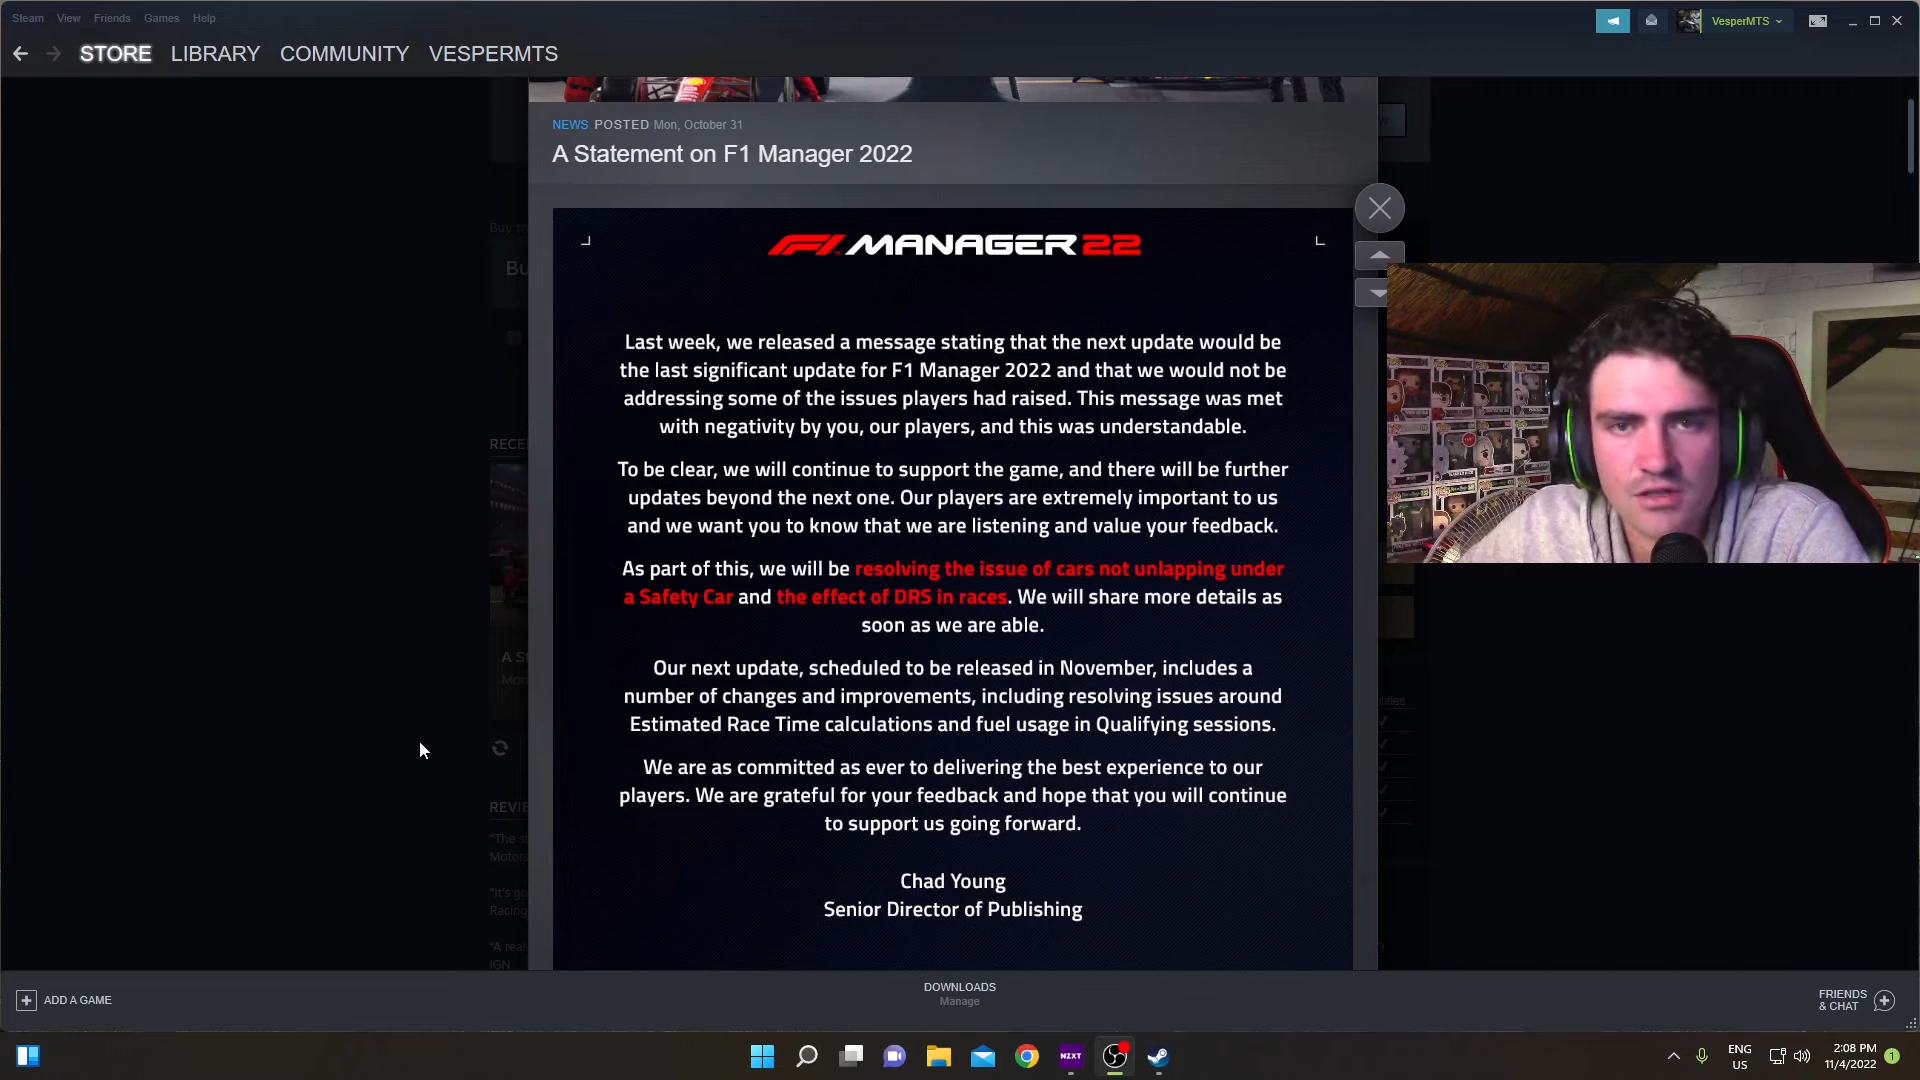 Steam View Friends Games Help
VesperMTS
STORE LIBRARY COMMUNITY VESPERMTS
NEWS POSTED Mon, October 31
A Statement on F1 Manager 2022
F1 MANAGER 22
Last week, we released a message stating that the next update would be
the last significant update for F1 Manager 2022 and that we would not be
addressing some of the issues players had raised. This message was met
with negativity by you, our players, and this was understandable.
To be clear, we will continue to support the game, and there will be further
updates beyond the next one. Our players are extremely important to us
and we want you to know that we are listening and value your feedback.
As part of this, we will be resolving the issue of cars not unlapping under
a Safety Car and the effect of DRS in races. We will share more details as
soon as we are able.
Our next update, scheduled to be released in November, includes a
number of changes and improvements, including resolving issues around
Estimated Race Time calculations and fuel usage in Qualifying sessions.
We are as committed as ever to delivering the best experience to our
players. We are grateful for your feedback and hope that you will continue
to support us going forward.
Chad Young
Senior Director of Publishing
ADD A GAME
DOWNLOADS
Manage
FRIENDS
& CHAT
NZXT
ENG
US
2:08 PM
11/4/2022
1